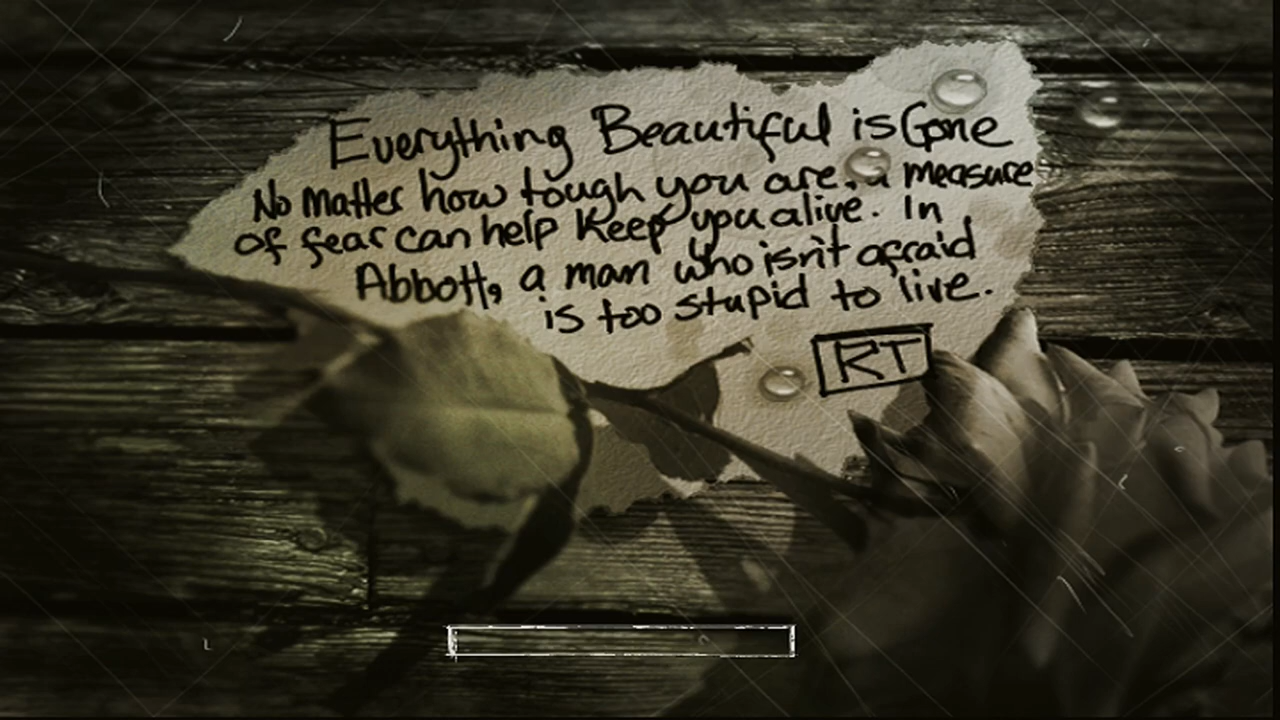 Everything Beautiful is Gone
No matter how tough you are, a measure
of fear can help keep you alive. In
Abbott, a man who isn't afraid
is too stupid to live.
RT